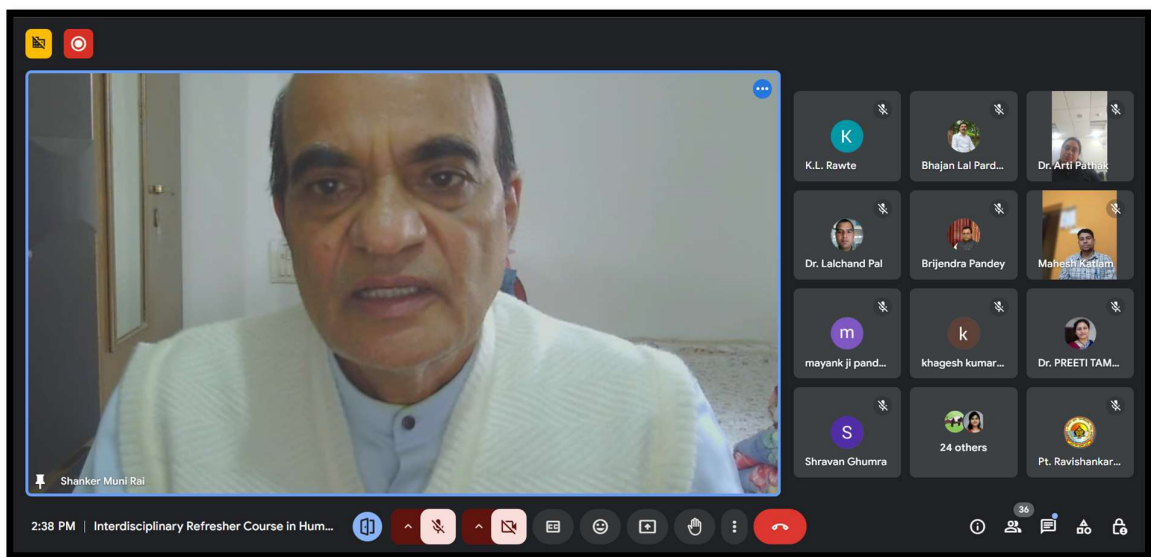 K.L. Rawte
Bhajan Lal Pard...
Dr. Arti Pathak
Dr. Lalchand Pal
Brijendra Pandey
Mahesh Katlam
mayank ji pand...
khagesh kumar...
Dr. PREETI TAM...
Shravan Ghumra
24 others
Pt. Ravishankar...
K
m
k
S
Shanker Muni Rai
2:38 PM | Interdisciplinary Refresher Course in Hum...
CC
36